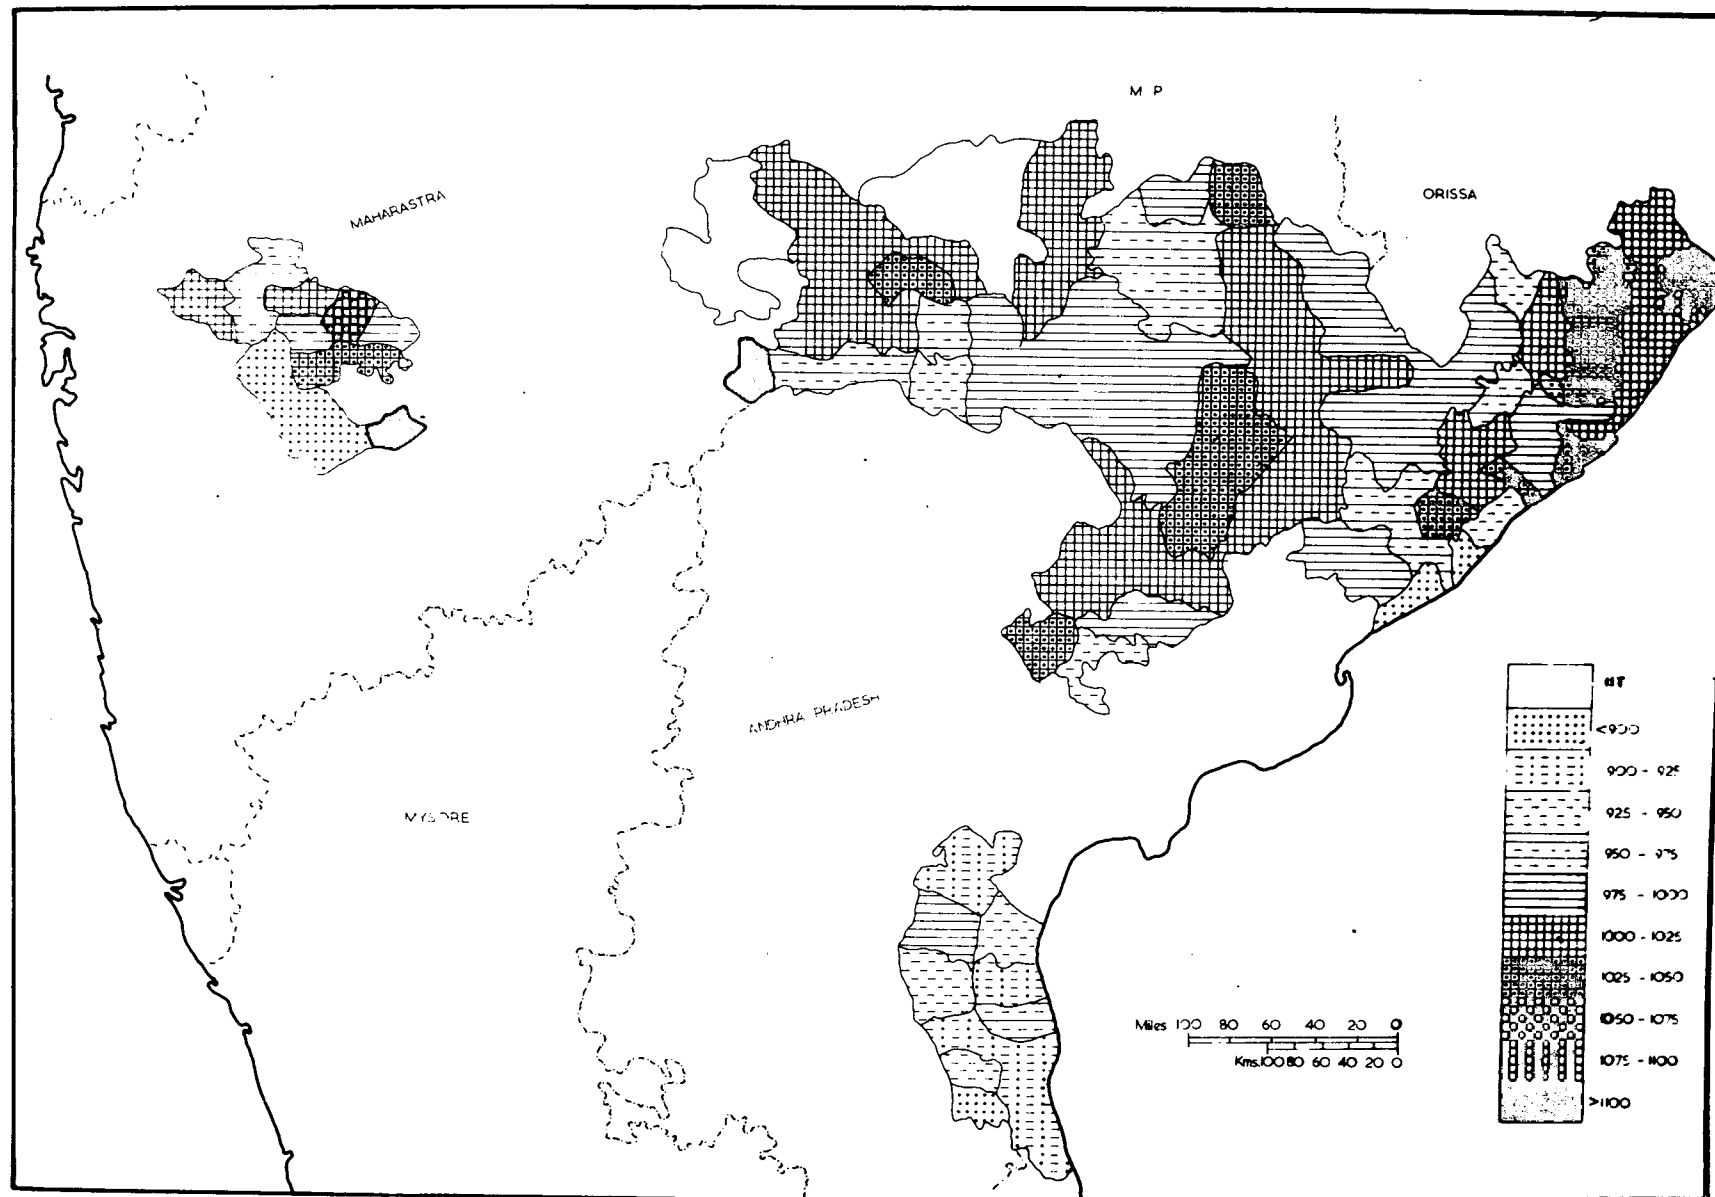 M P
ORISSA
MAHARASTRA
ANDHRA PRADESH
MYSORE
<900
900 - 925
925 - 950
950 - 975
975 - 1000
1000 - 1025
1025 - 1050
1050 - 1075
1075 - 1100
>1100
Miles 100 80 60 40 20 0
Kms.100 80 60 40 20 0